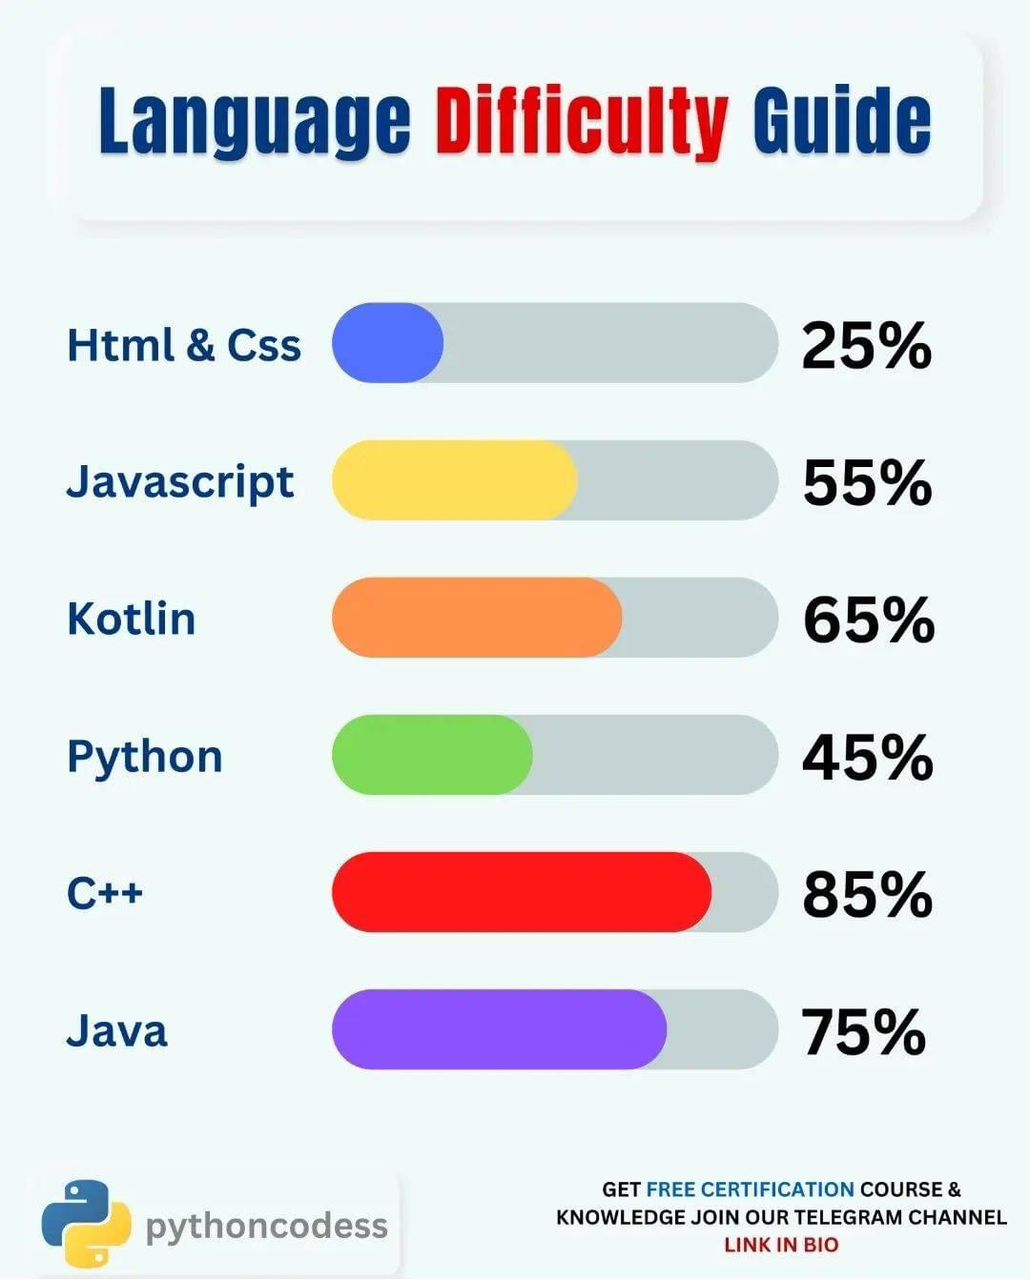 Language Difficulty Guide
Html & Css 25%
Javascript 55%
Kotlin 65%
Python 45%
C++ 85%
Java 75%
pythoncodess
GET FREE CERTIFICATION COURSE &
KNOWLEDGE JOIN OUR TELEGRAM CHANNEL
LINK IN BIO